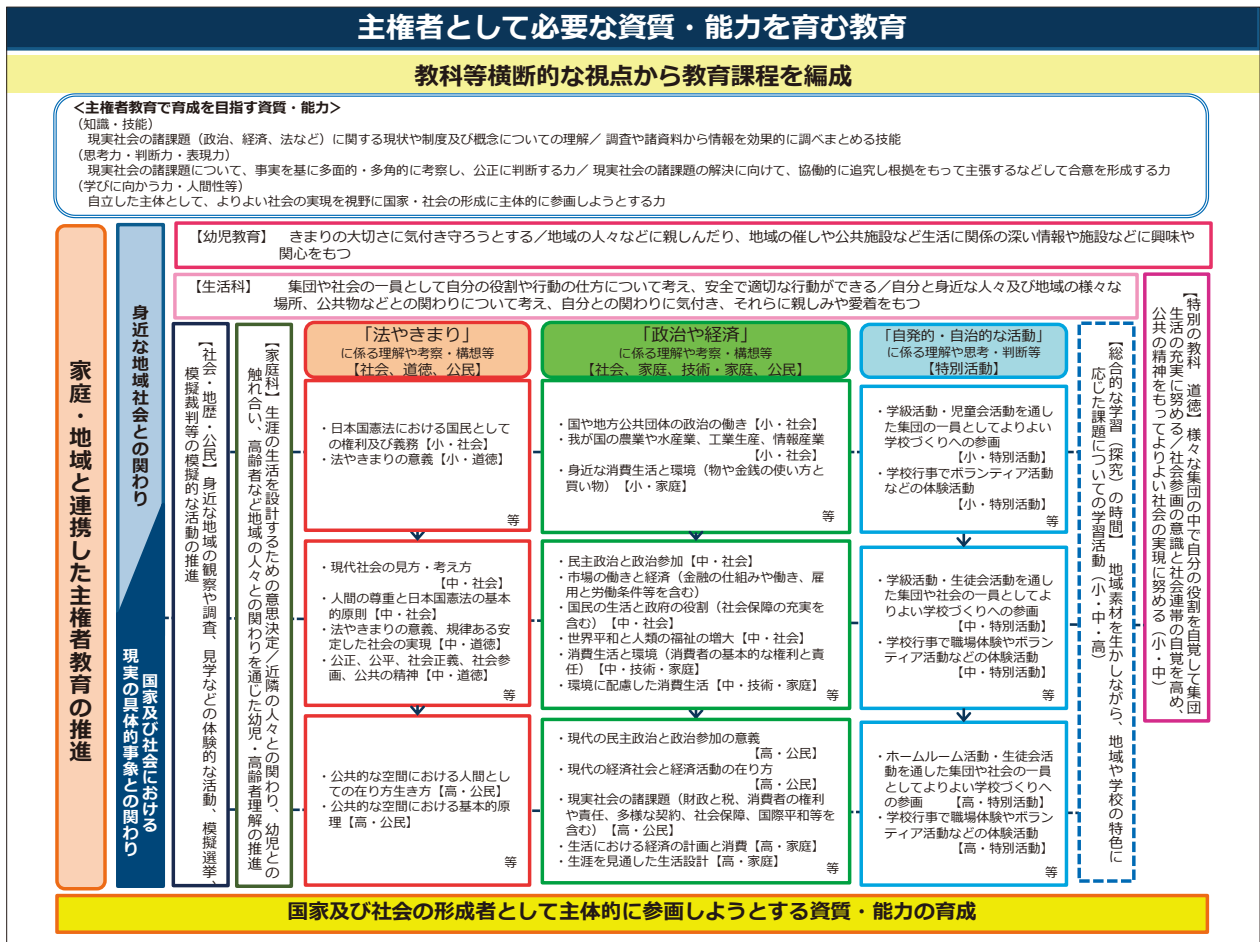 主権者として必要な資質・能力を育む教育
教科等横断的な視点から教育課程を編成
<主権者教育で育成を目指す資質・能力>
（知識・技能）
現実社会の諸課題（政治、経済、法など）に関する現状や制度及び概念についての理解／ 調査や諸資料から情報を効果的に調べまとめる技能
（思考力・判断力・表現力）
現実社会の諸課題について、事実を基に多面的・多角的に考察し、公正に判断する力／ 現実社会の諸課題の解決に向けて、協働的に追究し根拠をもって主張するなどして合意を形成する力
（学びに向かう力・人間性等）
自立した主体として、よりよい社会の実現を視野に国家・社会の形成に主体的に参画しようとする力
家庭・地域と連携した主権者教育の推進
身近な地域社会との関わり
国家及び社会における
現実の具体的事象との関わり
【幼児教育】　きまりの大切さに気付き守ろうとする／地域の人々などに親しんだり、地域の催しや公共施設など生活に関係の深い情報や施設などに興味や
関心をもつ
【生活科】　集団や社会の一員として自分の役割や行動の仕方について考え、安全で適切な行動ができる／自分と身近な人々及び地域の様々な
場所、公共物などとの関わりについて考え、自分との関わりに気付き、それらに親しみや愛着をもつ
【社会・地歴・公民】身近な地域の観察や調査、見学などの体験的な活動、模擬選挙、
模擬裁判等の模擬的な活動の推進
【家庭科】生涯の生活を設計するための意思決定／近隣の人々との関わり、幼児との
触れ合い、高齢者など地域の人々との関わりを通じた幼児・高齢者理解の推進
「法やきまり」
に係る理解や考察・構想等
【社会、道徳、公民】
・日本国憲法における国民として
の権利及び義務【小・社会】
・法やきまりの意義【小・道徳】
等
・現代社会の見方・考え方
【中・社会】
・人間の尊重と日本国憲法の基本
的原則【中・社会】
・法やきまりの意義、規律ある安
定した社会の実現【中・道徳】
・公正、公平、社会正義、社会参
画、公共の精神【中・道徳】
等
・公共的な空間における人間とし
ての在り方生き方【高・公民】
・公共的な空間における基本的原
理【高・公民】
等
「政治や経済」
に係る理解や考察・構想等
【社会、家庭、技術・家庭、公民】
・国や地方公共団体の政治の働き【小・社会】
・我が国の農業や水産業、工業生産、情報産業
【小・社会】
・身近な消費生活と環境（物や金銭の使い方と
買い物）【小・家庭】
等
・民主政治と政治参加【中・社会】
・市場の働きと経済（金融の仕組みや働き、雇
用と労働条件等を含む）
・国民の生活と政府の役割（社会保障の充実を
含む）【中・社会】
・世界平和と人類の福祉の増大【中・社会】
・消費生活と環境（消費者の基本的な権利と責
任）【中・技術・家庭】
・環境に配慮した消費生活【中・技術・家庭】
等
・現代の民主政治と政治参加の意義
【高・公民】
・現代の経済社会と経済活動の在り方
【高・公民】
・現実社会の諸課題（財政と税、消費者の権利
や責任、多様な契約、社会保障、国際平和等を
含む）【高・公民】
・生活における経済の計画と消費【高・家庭】
・生涯を見通した生活設計【高・家庭】
等
「自発的・自治的な活動」
に係る理解や思考・判断等
【特別活動】
・学級活動・児童会活動を通し
た集団の一員としてよりよい
学校づくりへの参画
【小・特別活動】
・学校行事でボランティア活動
などの体験活動
【小・特別活動】
等
・学級活動・生徒会活動を通し
た集団や社会の一員としてよ
りよい学校づくりへの参画
【中・特別活動】
・学校行事で職場体験やボラン
ティア活動などの体験活動
【中・特別活動】
等
・ホームルーム活動・生徒会活
動を通した集団や社会の一員
としてよりよい学校づくりへ
の参画　【高・特別活動】
・学校行事で職場体験やボラン
ティア活動などの体験活動
【高・特別活動】
等
【総合的な学習（探究）の時間】　地域素材を生かしながら、地域や学校の特色に
応じた課題についての学習活動（小・中・高）
【特別の教科　道徳】様々な集団の中で自分の役割を自覚して集団
生活の充実に努める／社会参画の意識と社会連帯の自覚を高め、
公共の精神をもってよりよい社会の実現に努める（小・中）
国家及び社会の形成者として主体的に参画しようとする資質・能力の育成